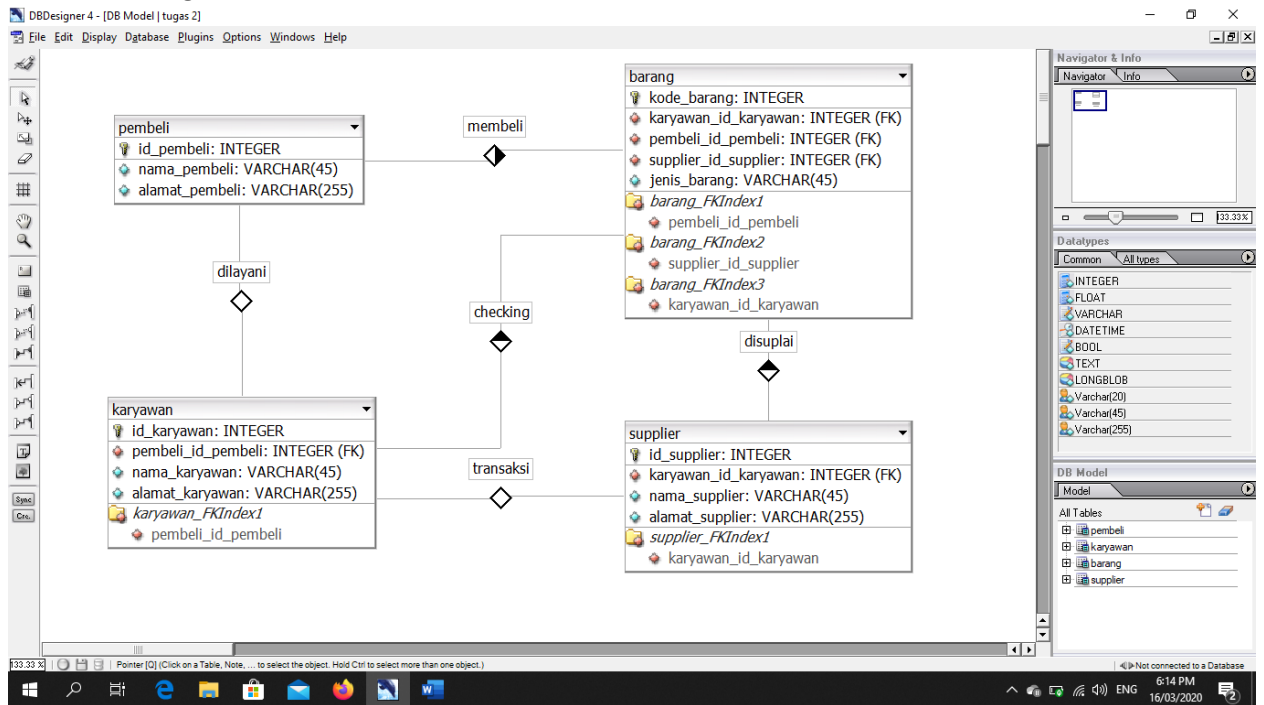 DBDesigner 4 - [DB Model | tugas 2]
File Edit Display Database Plugins Options Windows Help
pembeli
id_pembeli: INTEGER
nama_pembeli: VARCHAR(45)
alamat_pembeli: VARCHAR(255)
membeli
barang
kode_barang: INTEGER
karyawan_id_karyawan: INTEGER (FK)
pembeli_id_pembeli: INTEGER (FK)
supplier_id_supplier: INTEGER (FK)
jenis_barang: VARCHAR(45)
barang_FKIndex1
pembeli_id_pembeli
barang_FKIndex2
supplier_id_supplier
barang_FKIndex3
karyawan_id_karyawan
dilayani
checking
disuplai
karyawan
id_karyawan: INTEGER
pembeli_id_pembeli: INTEGER (FK)
nama_karyawan: VARCHAR(45)
alamat_karyawan: VARCHAR(255)
karyawan_FKIndex1
pembeli_id_pembeli
transaksi
supplier
id_supplier: INTEGER
karyawan_id_karyawan: INTEGER (FK)
nama_supplier: VARCHAR(45)
alamat_supplier: VARCHAR(255)
supplier_FKIndex1
karyawan_id_karyawan
Navigator & Info
Navigator Info
133.33%
Datatypes
Common All types
INTEGER
FLOAT
VARCHAR
DATETIME
BOOL
TEXT
LONGBLOB
Varchar(20)
Varchar(45)
Varchar(255)
DB Model
Model
All Tables
pembeli
karyawan
barang
supplier
Sync
Cre.
133.33 % Pointer [Q] (Click on a Table, Note, ... to select the object. Hold Ctrl to select more than one object.) Not connected to a Database
ENG
6:14 PM
16/03/2020
2